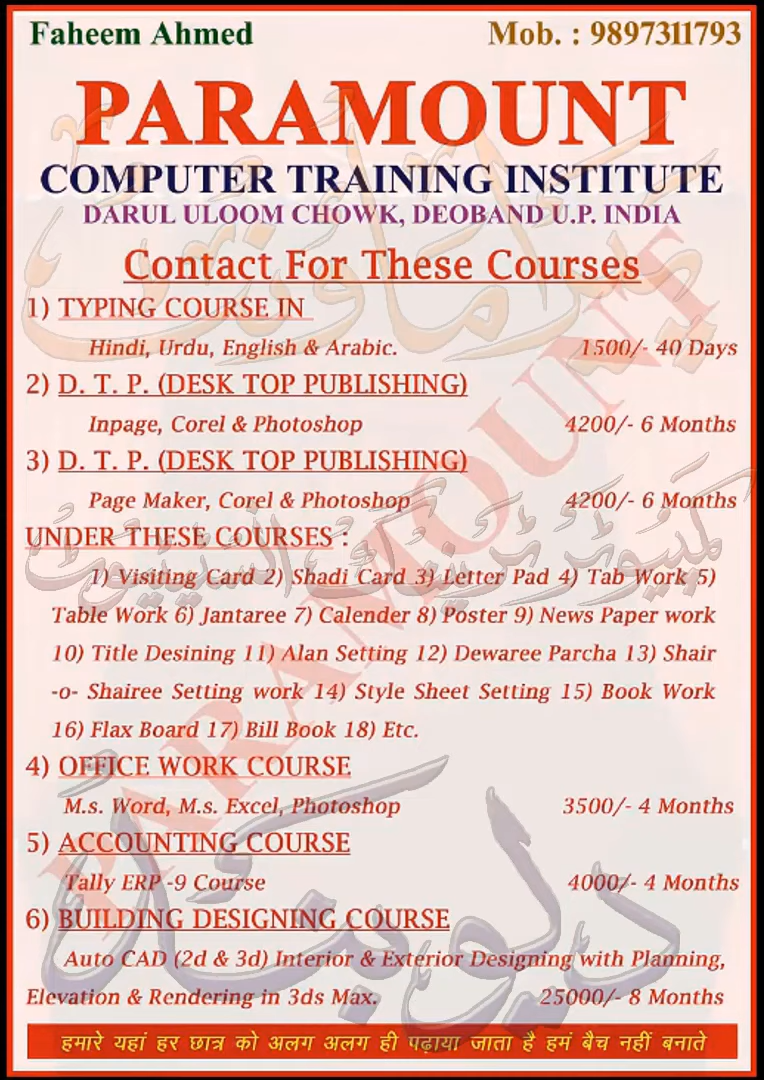 Faheem Ahmed Mob. : 9897311793
PARAMOUNT
COMPUTER TRAINING INSTITUTE
DARUL ULOOM CHOWK, DEOBAND U.P. INDIA
Contact For These Courses
1) TYPING COURSE IN
Hindi, Urdu, English & Arabic. 1500/- 40 Days
2) D. T. P. (DESK TOP PUBLISHING)
Inpage, Corel & Photoshop 4200/- 6 Months
3) D. T. P. (DESK TOP PUBLISHING)
Page Maker, Corel & Photoshop 4200/- 6 Months
UNDER THESE COURSES :
1) Visiting Card 2) Shadi Card 3) Letter Pad 4) Tab Work 5)
Table Work 6) Jantaree 7) Calender 8) Poster 9) News Paper work
10) Title Desining 11) Alan Setting 12) Dewaree Parcha 13) Shair
-o- Shairee Setting work 14) Style Sheet Setting 15) Book Work
16) Flax Board 17) Bill Book 18) Etc.
4) OFFICE WORK COURSE
M.s. Word, M.s. Excel, Photoshop 3500/- 4 Months
5) ACCOUNTING COURSE
Tally ERP -9 Course 4000/- 4 Months
6) BUILDING DESIGNING COURSE
Auto CAD (2d & 3d) Interior & Exterior Designing with Planning,
Elevation & Rendering in 3ds Max. 25000/- 8 Months
हमारे यहां हर छात्र को अलग अलग ही पढ़ाया जाता है हमं बैच नहीं बनाते
PARAMOUNT
پیراماؤنٹ
کمپیوٹر ٹریننگ انسٹیٹیوٹ
دیوبند